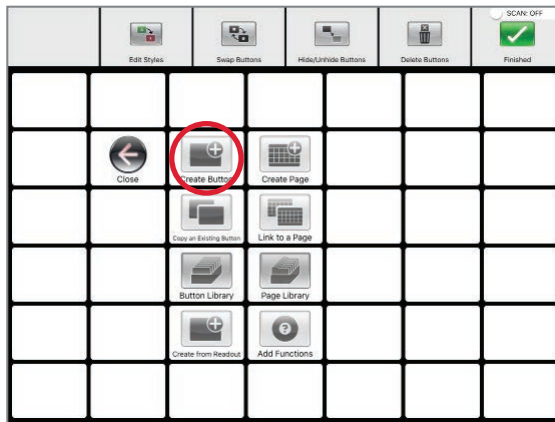 SCAN: OFF
Edit Styles
Swap Buttons
Hide/Unhide Buttons
Delete Buttons
Finished
Close
Create Button
Create Page
Copy an Existing Button
Link to a Page
Button Library
Page Library
Create from Readout
Add Functions